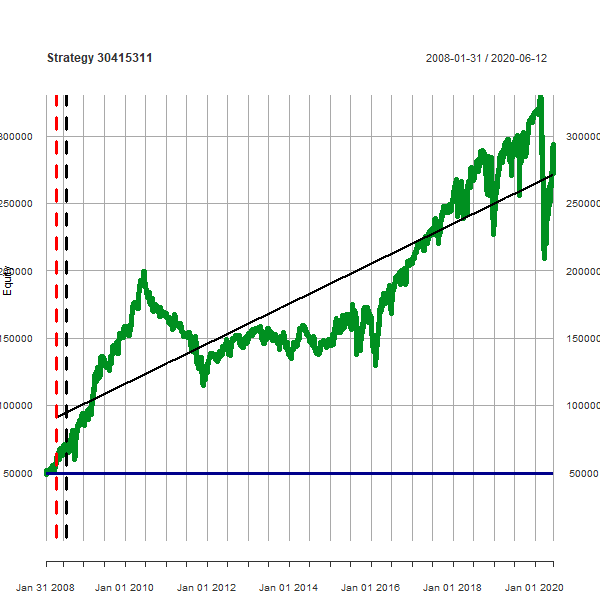 Strategy 30415311
2008-01-31 / 2020-06-12
300000
300000
250000
250000
200000
200000
Equity
150000
150000
100000
100000
50000
50000
Jan 31 2008
Jan 01 2010
Jan 01 2012
Jan 01 2014
Jan 01 2016
Jan 01 2018
Jan 01 2020